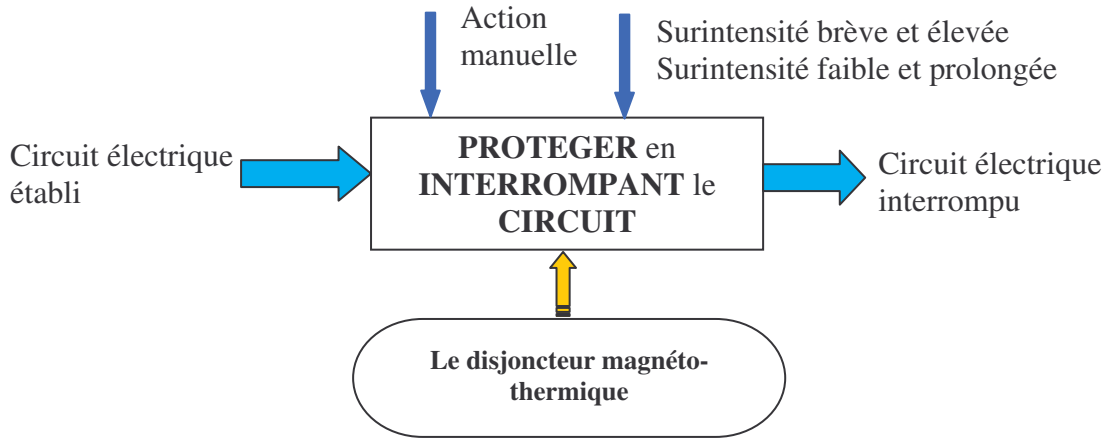 Action
manuelle
Surintensité brève et élevée
Surintensité faible et prolongée
Circuit électrique
établi
PROTEGER en
INTERROMPANT le
CIRCUIT
Circuit électrique
interrompu
Le disjoncteur magnéto-
thermique